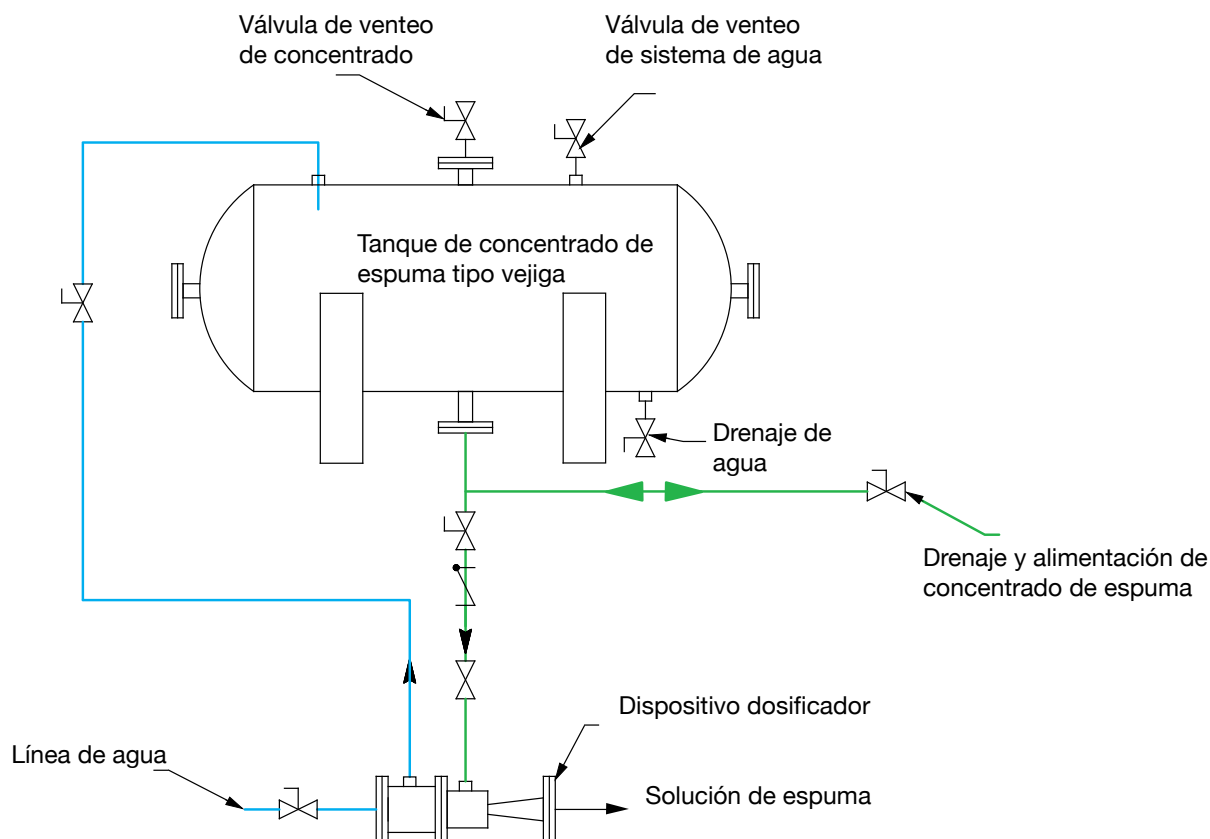 Válvula de venteo
de concentrado
Válvula de venteo
de sistema de agua
Tanque de concentrado de
espuma tipo vejiga
Drenaje de
agua
Drenaje y alimentación de
concentrado de espuma
Dispositivo dosificador
Línea de agua
Solución de espuma